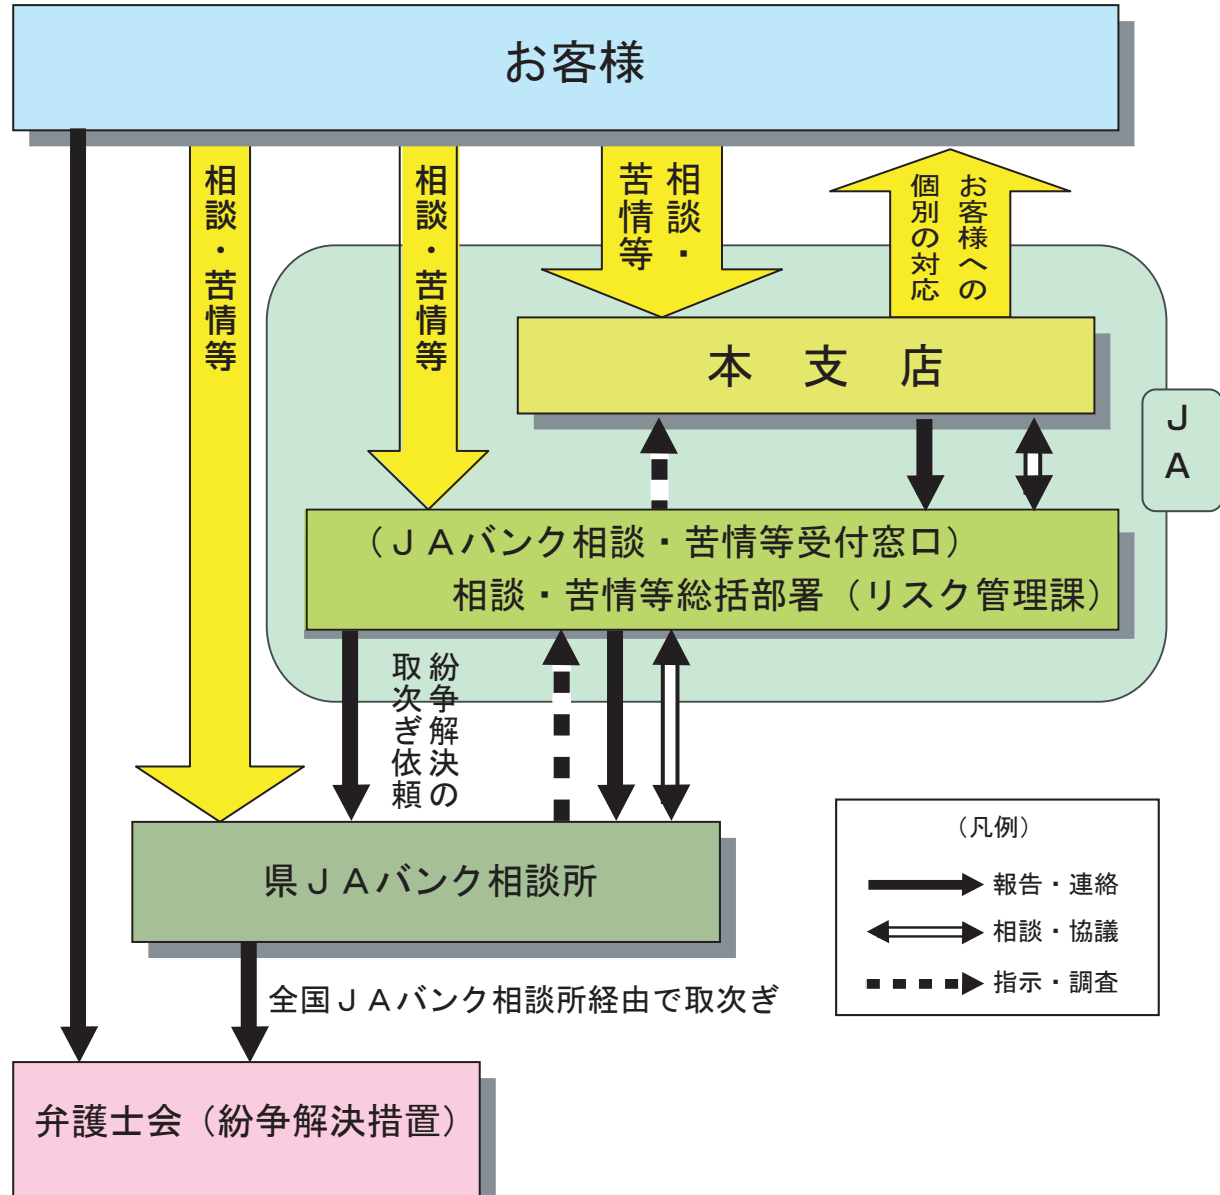 お客様
相談・苦情等
相談・苦情等
相談・
苦情等
お客様への
個別の対応
本支店
ＪＡ
（ＪＡバンク相談・苦情等受付窓口）
相談・苦情等総括部署（リスク管理課）
紛争解決の
取次ぎ依頼
県ＪＡバンク相談所
（凡例）
報告・連絡
相談・協議
指示・調査
全国ＪＡバンク相談所経由で取次ぎ
弁護士会（紛争解決措置）